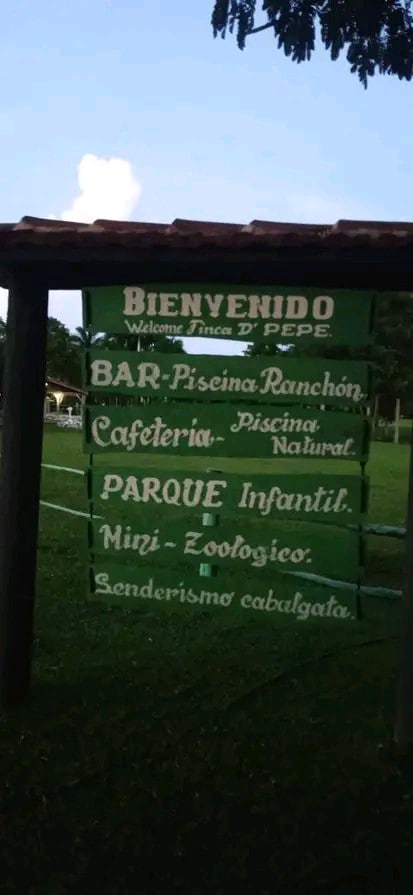 BIENVENIDO
Welcome Finca D' PEPE.
BAR-Piscina Ranchón,
Cafeteria.- Piscina
Natural.
PARQUE Infantil.
Mini-Zoologico.
Senderismo cabalgata.